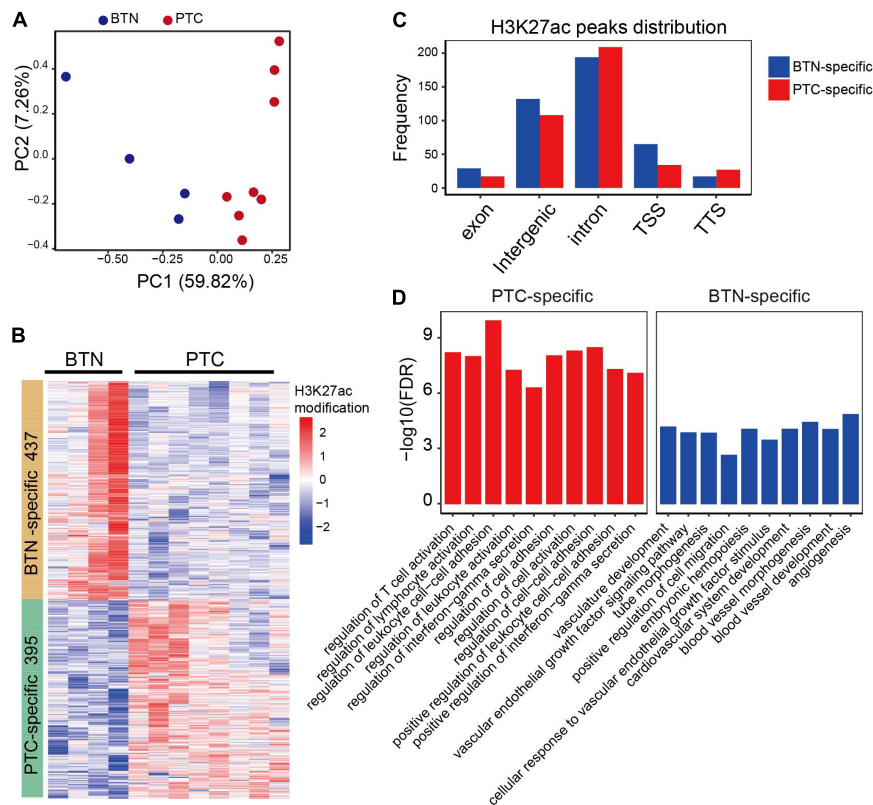 A
BTN
PTC
PC2 (7.26%)
0.4
0.2
0.0
−0.2
−0.4
−0.50
−0.25
0.00
0.25
PC1 (59.82%)
B
BTN
PTC
BTN -specific 437
PTC-specific 395
H3K27ac
modification
2
1
0
−1
−2
C
H3K27ac peaks distribution
Frequency
200
150
100
50
0
exon
Intergenic
intron
TSS
TTS
BTN-specific
PTC-specific
D
PTC-specific
BTN-specific
−log10(FDR)
9
6
3
0
regulation of T cell activation
regulation of lymphocyte activation
regulation of leukocyte cell−cell adhesion
regulation of leukocyte activation
regulation of interferon−gamma secretion
regulation of cell adhesion
regulation of cell activation
regulation of cell−cell adhesion
positive regulation of leukocyte cell−cell adhesion
positive regulation of interferon−gamma secretion
vasculature development
vascular endothelial growth factor signaling pathway
tube morphogenesis
positive regulation of cell migration
embryonic hemopoiesis
cellular response to vascular endothelial growth factor stimulus
cardiovascular system development
blood vessel morphogenesis
blood vessel development
angiogenesis